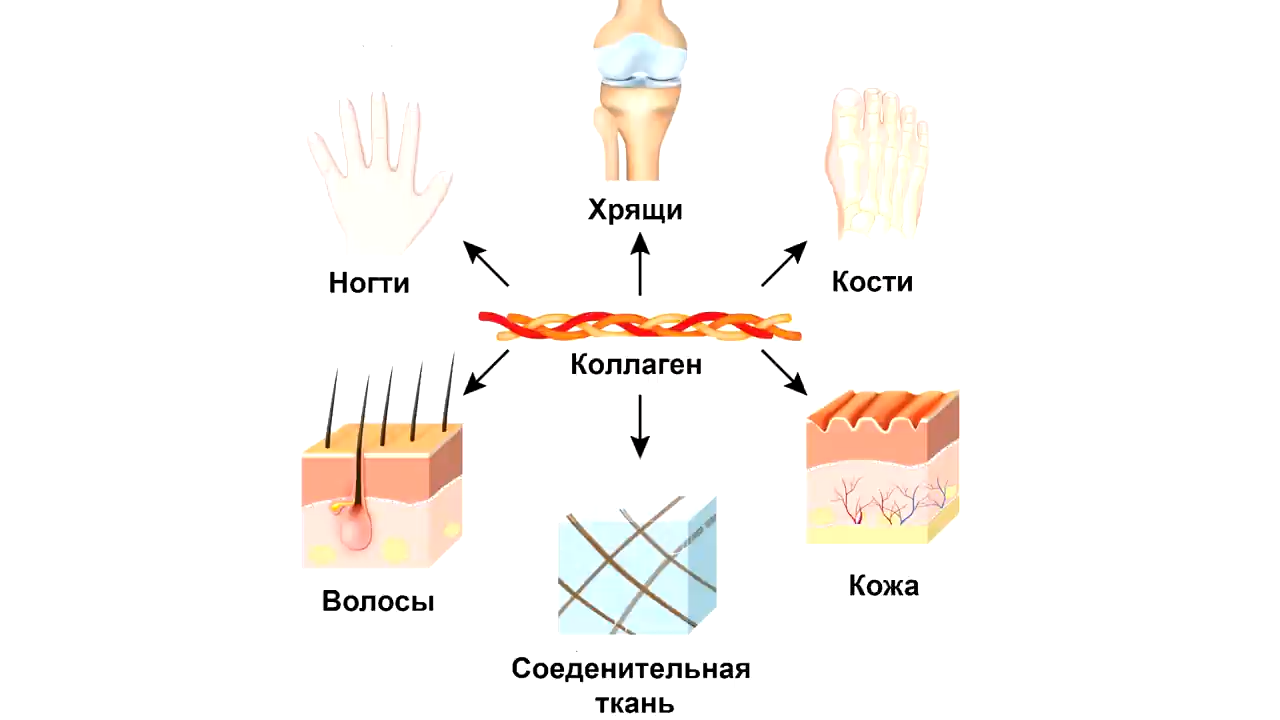 Хрящи
Ногти
Кости
Коллаген
Волосы
Кожа
Соеденительная
ткань